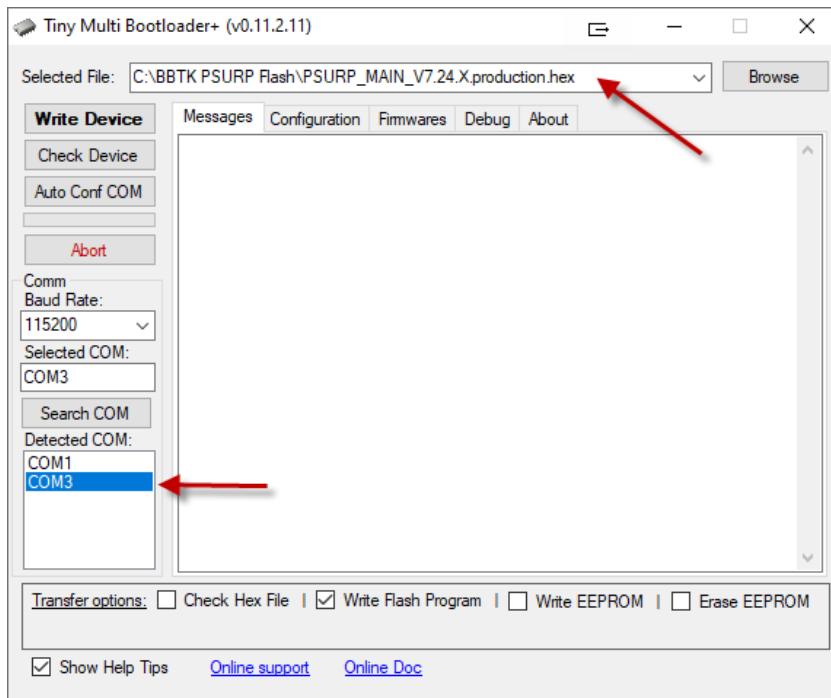 Tiny Multi Bootloader+ (v0.11.2.11)
Selected File: C:\BBTK PSURP Flash\PSURP_MAIN_V7.24.X.production.hex Browse
Write Device
Check Device
Auto Conf COM
Abort
Comm
Baud Rate:
115200
Selected COM:
COM3
Search COM
Detected COM:
COM1
COM3
Messages Configuration Firmwares Debug About
Transfer options: Check Hex File | Write Flash Program | Write EEPROM | Erase EEPROM
Show Help Tips Online support Online Doc